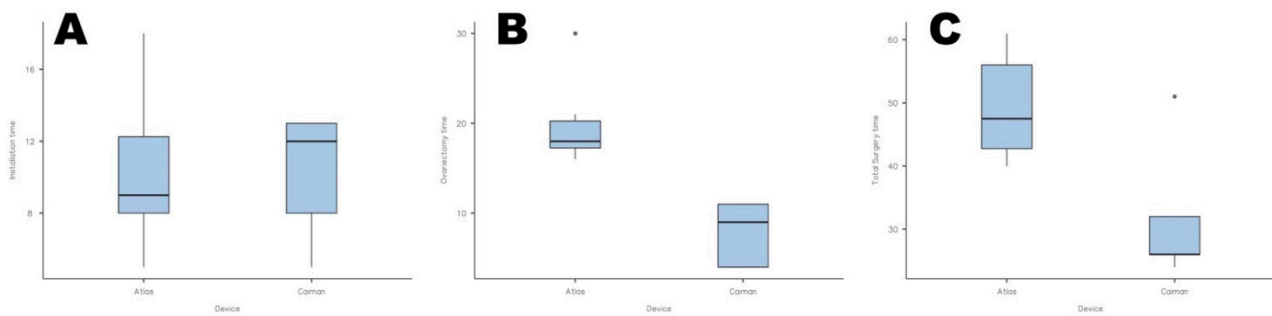 A
Installation time
16
12
8
Atlas
Caiman
Device
B
Ovariectomy time
30
20
10
Atlas
Caiman
Device
C
Total Surgery time
60
50
40
30
Atlas
Caiman
Device